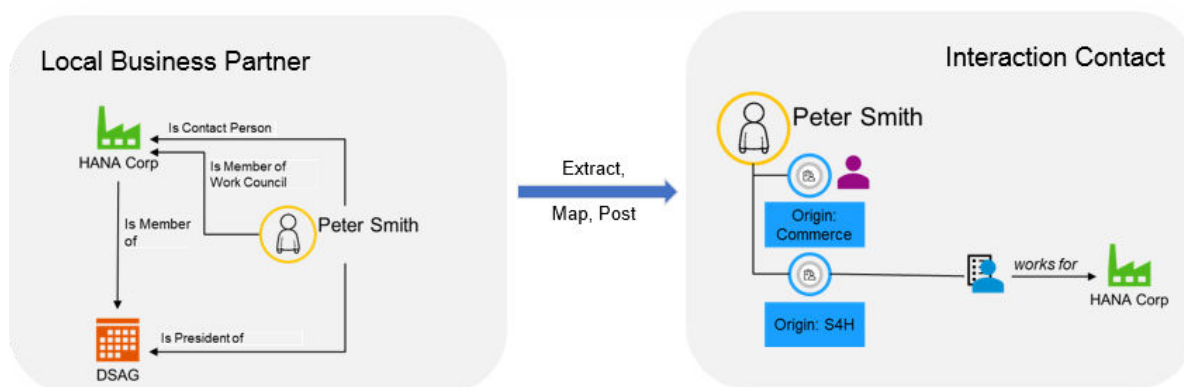 Local Business Partner
Is Contact Person
HANA Corp
Is Member of
Work Council
Is Member
of
Peter Smith
Is President of
DSAG
Extract,
Map, Post
Interaction Contact
Peter Smith
Origin:
Commerce
works for
HANA Corp
Origin: S4H